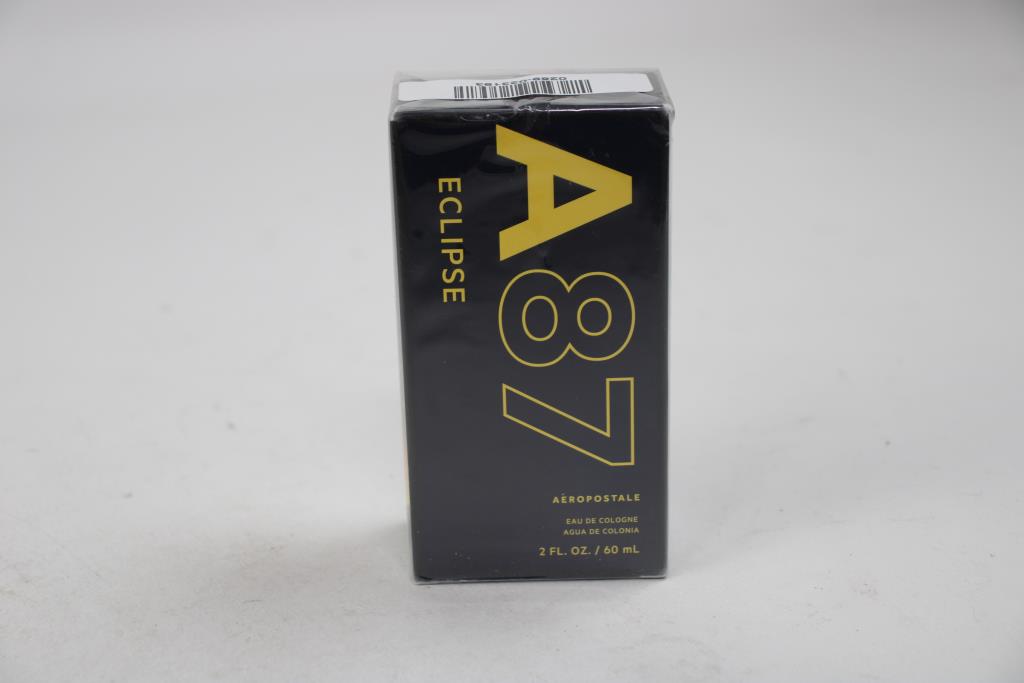 A87
ECLIPSE
AÉROPOSTALE
EAU DE COLOGNE
AGUA DE COLONIA
2 FL. OZ. / 60 mL